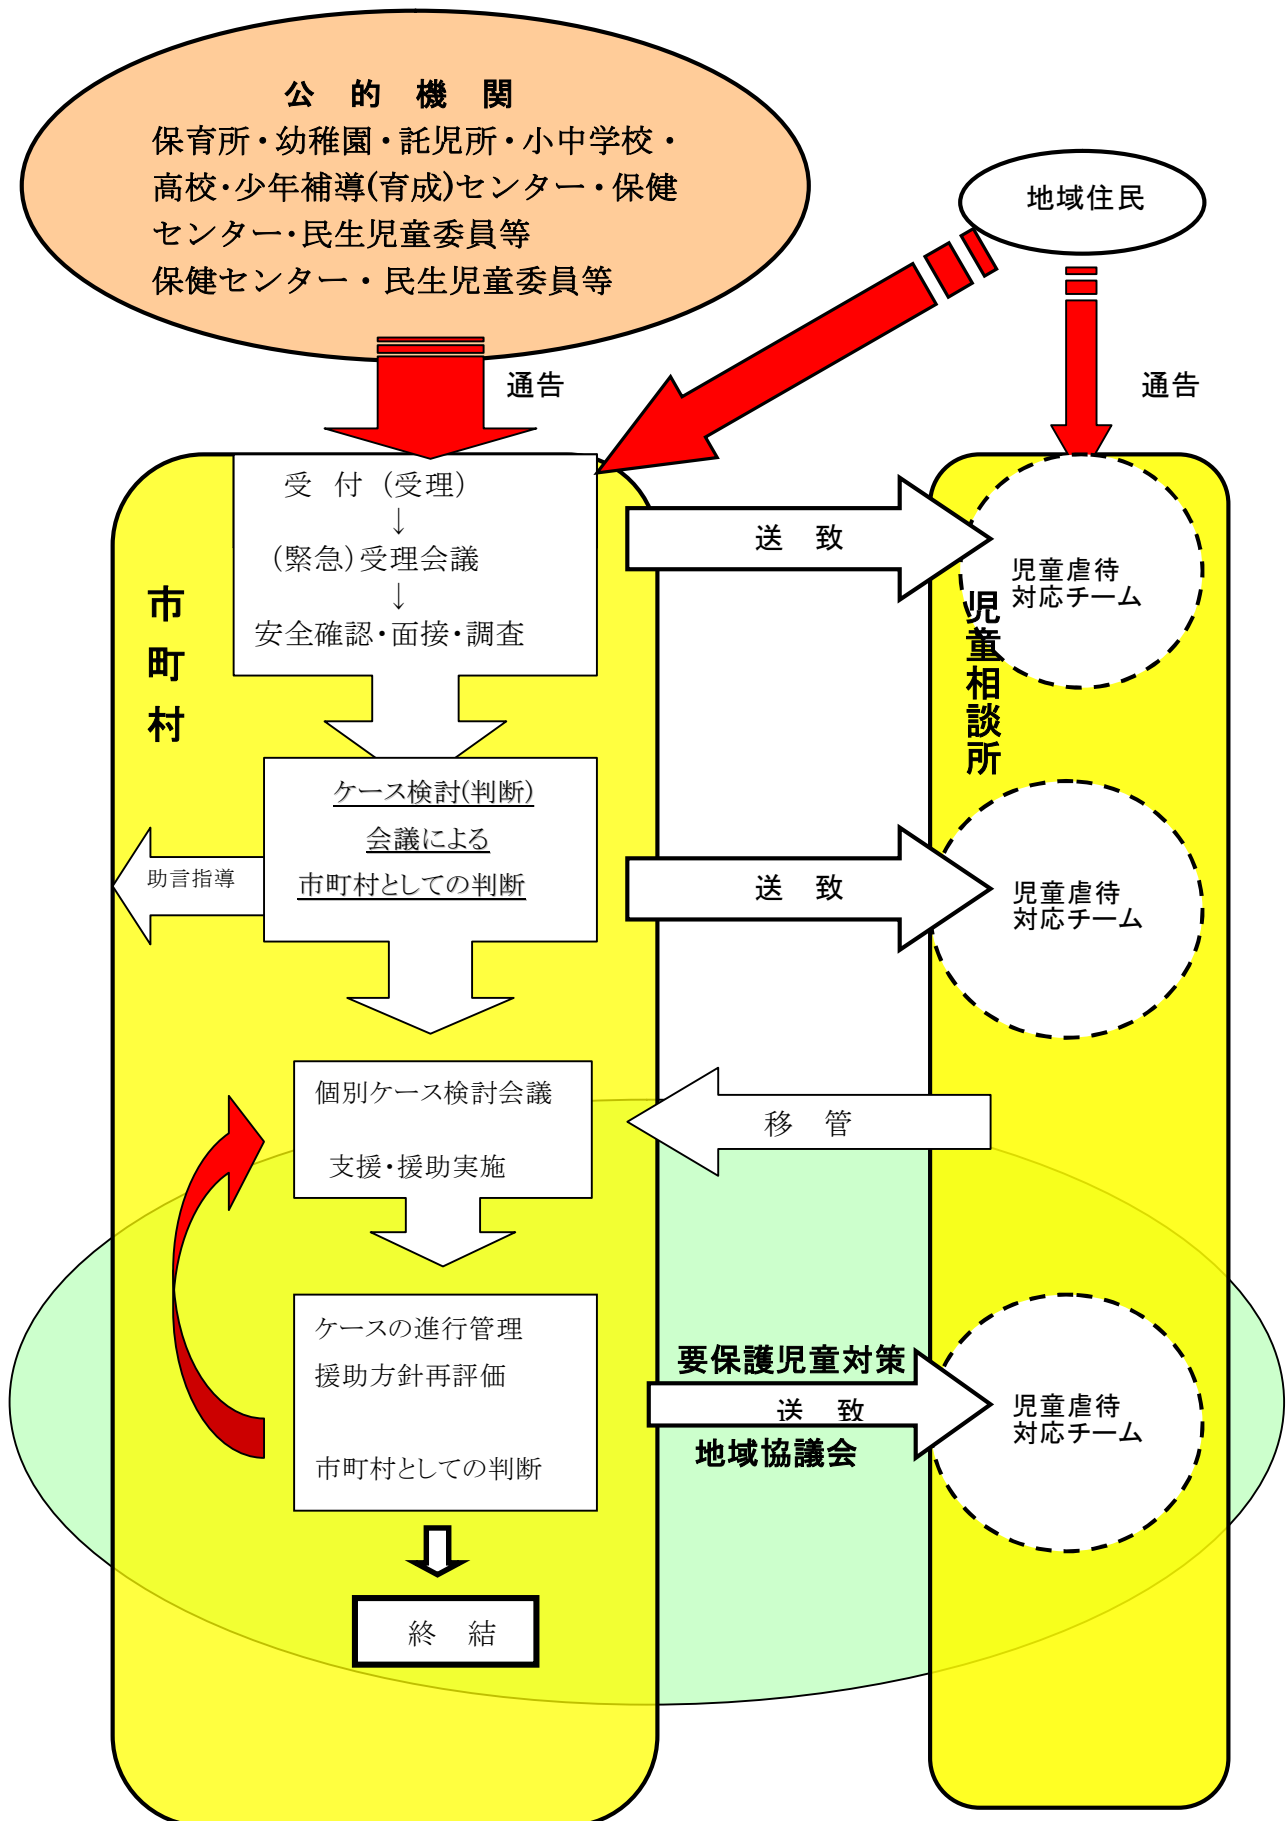 公　的　機　関
保育所・幼稚園・託児所・小中学校・
高校・少年補導(育成)センター・保健
センター・民生児童委員等
保健センター・民生児童委員等
地域住民
通告
通告
受　付（受理）
↓
（緊急）受理会議
↓
安全確認・面接・調査
送　致
児童虐待
対応チーム
市町村
児童相談所
ケース検討(判断)
会議による
市町村としての判断
助言指導
送　致
児童虐待
対応チーム
個別ケース検討会議
支援・援助実施
移　管
ケースの進行管理
援助方針再評価
市町村としての判断
要保護児童対策
送　致
地域協議会
児童虐待
対応チーム
終　結